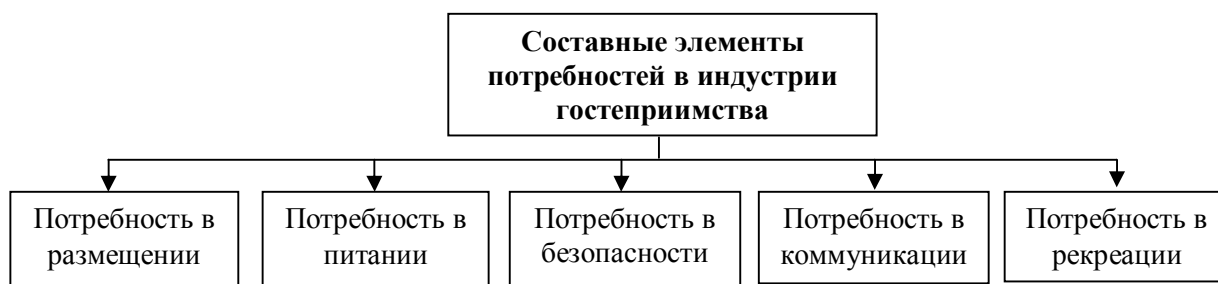 Составные элементы
потребностей в индустрии
гостеприимства
Потребность в
размещении
Потребность в
питании
Потребность в
безопасности
Потребность в
коммуникации
Потребность в
рекреации